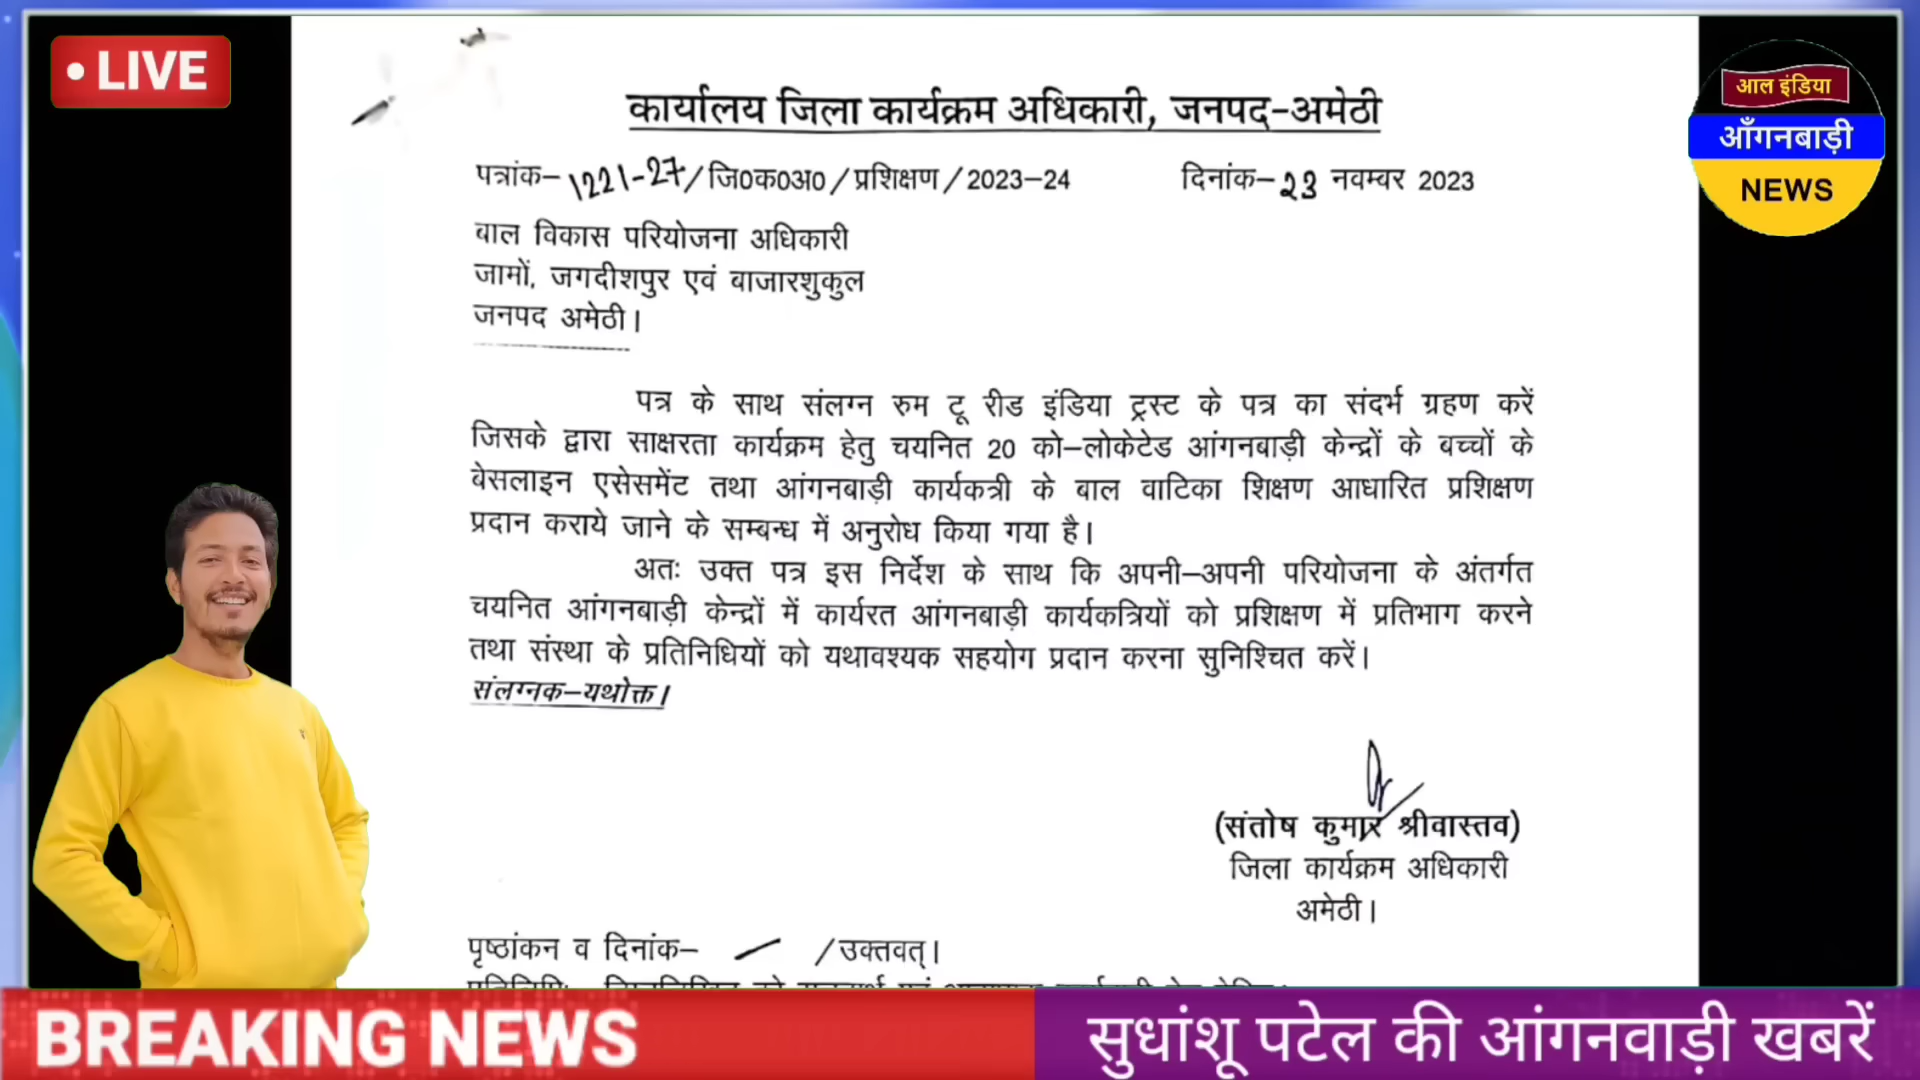 LIVE
आल इंडिया
आँगनबाड़ी
NEWS
कार्यालय जिला कार्यक्रम अधिकारी, जनपद-अमेठी
पत्रांक-1221-27/जि0क0अ0/प्रशिक्षण/2023-24 दिनांक-23 नवम्बर 2023
बाल विकास परियोजना अधिकारी
जामों, जगदीशपुर एवं बाजारशुकुल
जनपद अमेठी।
पत्र के साथ संलग्न रुम टू रीड इंडिया ट्रस्ट के पत्र का संदर्भ ग्रहण करें
जिसके द्वारा साक्षरता कार्यक्रम हेतु चयनित 20 को-लोकेटेड आंगनबाड़ी केन्द्रों के बच्चों के
बेसलाइन एसेसमेंट तथा आंगनबाड़ी कार्यकत्री के बाल वाटिका शिक्षण आधारित प्रशिक्षण
प्रदान कराये जाने के सम्बन्ध में अनुरोध किया गया है।
अतः उक्त पत्र इस निर्देश के साथ कि अपनी-अपनी परियोजना के अंतर्गत
चयनित आंगनबाड़ी केन्द्रों में कार्यरत आंगनबाड़ी कार्यकत्रियों को प्रशिक्षण में प्रतिभाग करने
तथा संस्था के प्रतिनिधियों को यथावश्यक सहयोग प्रदान करना सुनिश्चित करें।
संलग्नक-यथोक्त।
(संतोष कुमार श्रीवास्तव)
जिला कार्यक्रम अधिकारी
अमेठी।
पृष्ठांकन व दिनांक- /उक्तवत्।
BREAKING NEWS
सुधांशू पटेल की आंगनवाड़ी खबरें